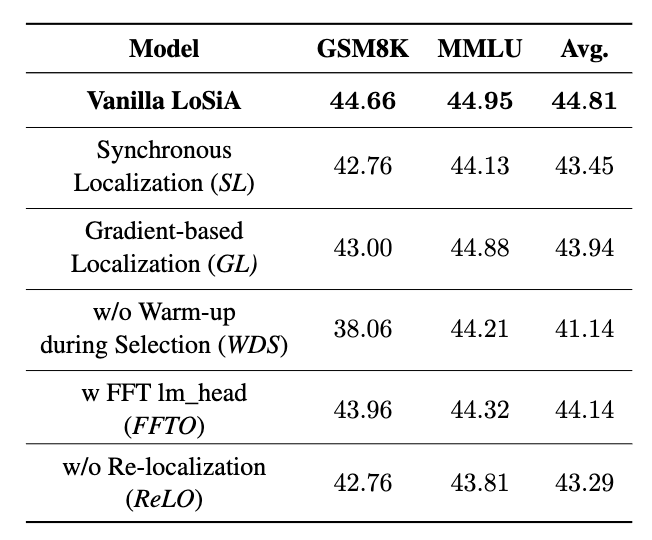 Model GSM8K MMLU Avg.
Vanilla LoSiA 44.66 44.95 44.81
Synchronous
Localization (SL) 42.76 44.13 43.45
Gradient-based
Localization (GL) 43.00 44.88 43.94
w/o Warm-up
during Selection (WDS) 38.06 44.21 41.14
w FFT lm_head
(FFTO) 43.96 44.32 44.14
w/o Re-localization
(ReLO) 42.76 43.81 43.29